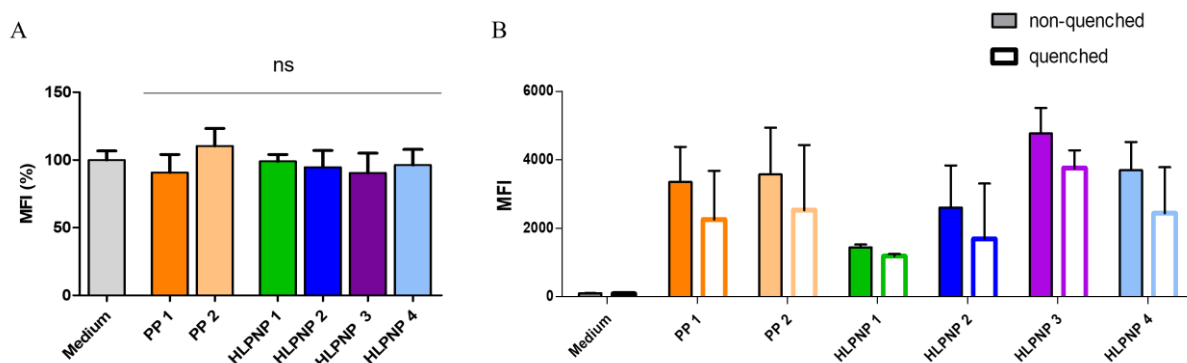 A
ns
MFI (%)
150
100
50
0
Medium
PP 1
PP 2
HLPNP 1
HLPNP 2
HLPNP 3
HLPNP 4
B
non-quenched
quenched
MFI
6000
4000
2000
0
Medium
PP 1
PP 2
HLPNP 1
HLPNP 2
HLPNP 3
HLPNP 4